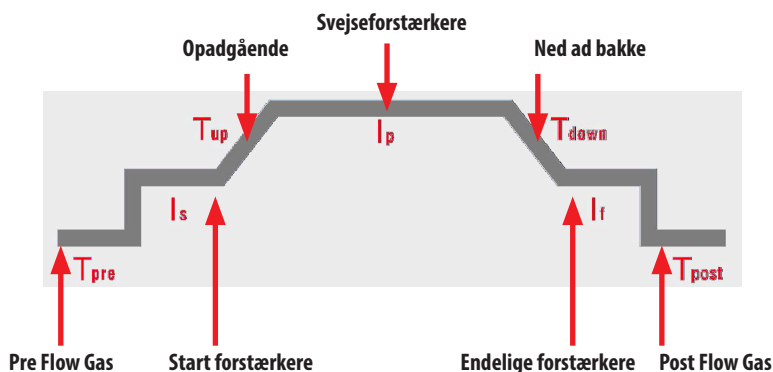 Svejseforstærkere
Opadgående
Ned ad bakke
Tup
Ip
Tdown
Is
If
Tpre
Tpost
Pre Flow Gas
Start forstærkere
Endelige forstærkere
Post Flow Gas